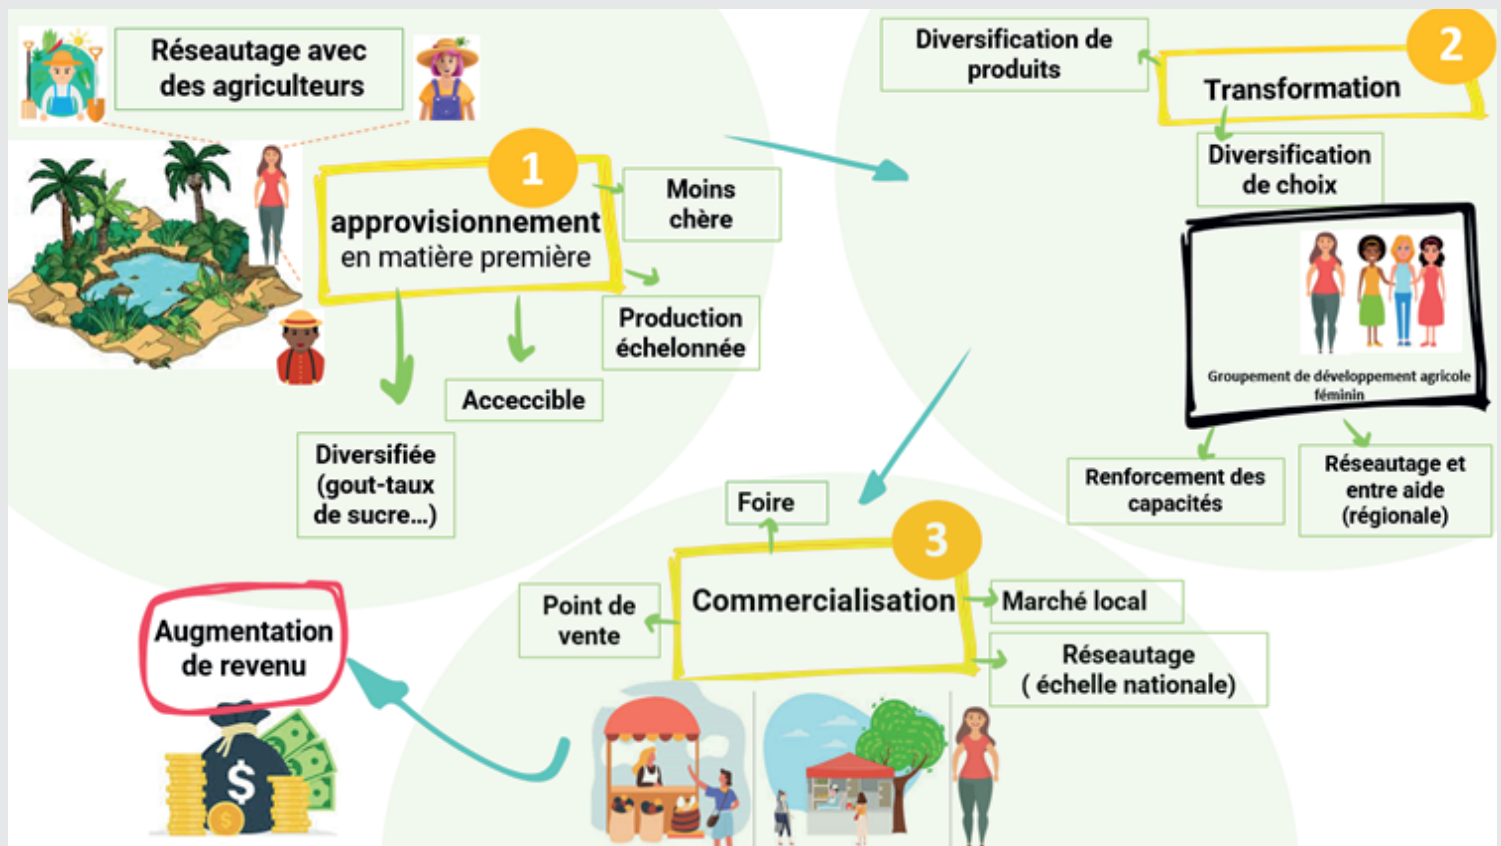 Réseautage avec
des agriculteurs
1
approvisionnement
en matière première
Moins
chère
Production
échelonnée
Acceccible
Diversifiée
(gout-taux
de sucre...)
2
Transformation
Diversification de
produits
Diversification
de choix
Groupement de développement agricole
féminin
Renforcement des
capacités
Réseautage et
entre aide
(régionale)
3
Commercialisation
Foire
Point de
vente
Marché local
Réseautage
( échelle nationale)
Augmentation
de revenu
$
$